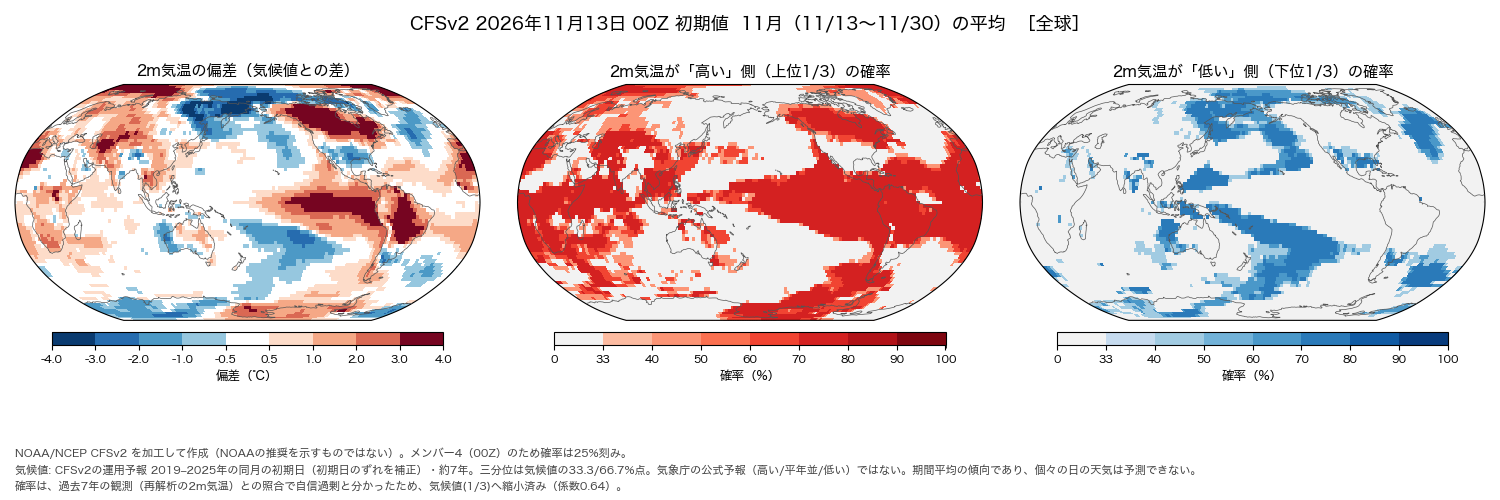 CFSv2 2026年11月13日 00Z 初期値 11月（11/13〜11/30）の平均 ［全球］
2m気温の偏差（気候値との差）
2m気温が「高い」側（上位1/3）の確率
2m気温が「低い」側（下位1/3）の確率
-4.0 -3.0 -2.0 -1.0 -0.5 0.5 1.0 2.0 3.0 4.0
偏差（℃）
0 33 40 50 60 70 80 90 100
確率（%）
0 33 40 50 60 70 80 90 100
確率（%）
NOAA/NCEP CFSv2 を加工して作成（NOAAの推奨を示すものではない）。メンバー4（00Z）のため確率は25%刻み。
気候値: CFSv2の運用予報 2019–2025年の同月の初期日（初期日のずれを補正）・約7年。三分位は気候値の33.3/66.7%点。気象庁の公式予報（高い/平年並/低い）ではない。期間平均の傾向であり、個々の日の天気は予測できない。
確率は、過去7年の観測（再解析の2m気温）との照合で自信過剰と分かったため、気候値(1/3)へ縮小済み（係数0.64）。